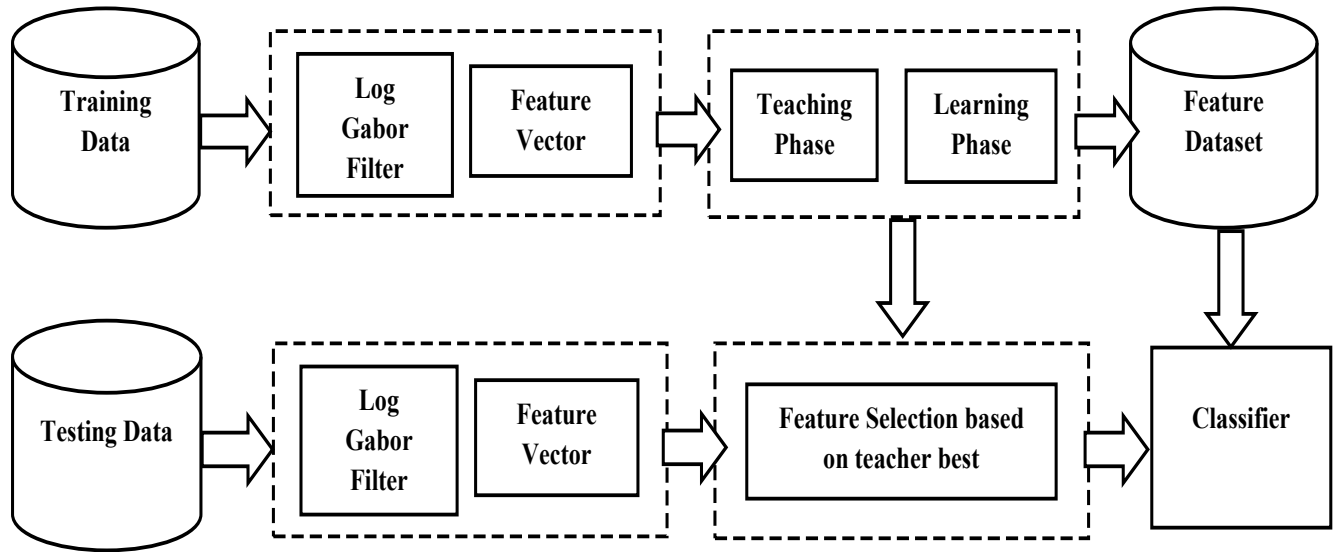 Training
Data
Log
Gabor
Filter
Feature
Vector
Teaching
Phase
Learning
Phase
Feature
Dataset
Testing Data
Log
Gabor
Filter
Feature
Vector
Feature Selection based
on teacher best
Classifier